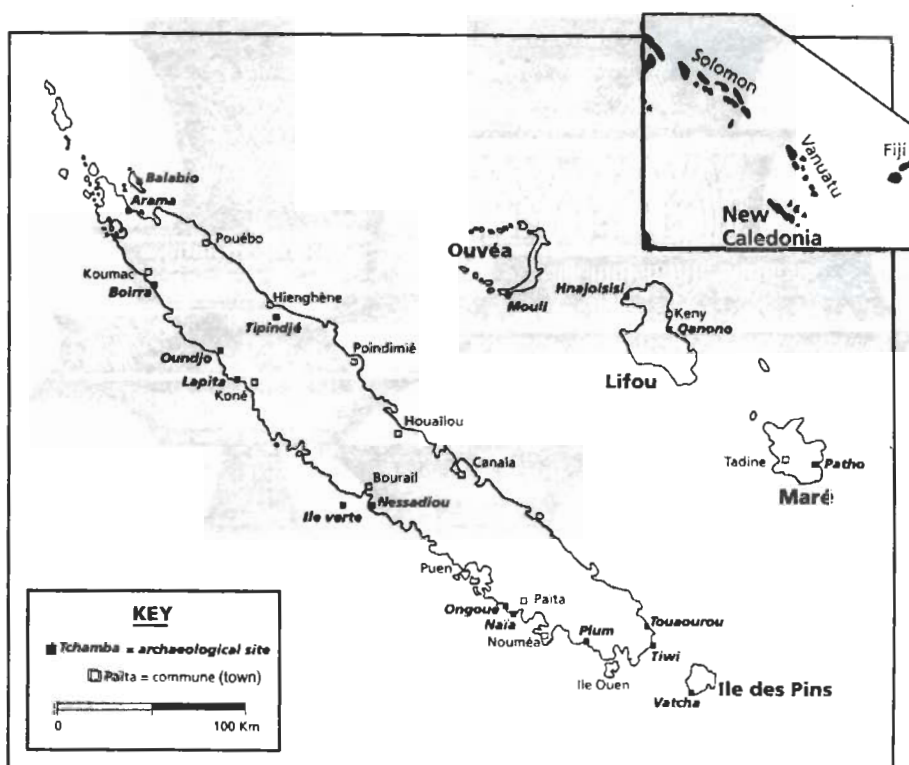 Solomon
Vanuatu
Fiji
New
Caledonia
Balabio
Arama
Pouébo
Ouvéa
Koumac
Boirra
Hienghène
Mouli
Hnajoisisi
Keny
Qanono
Tipindjé
Oundjo
Poindimié
Lifou
Lapita
Koné
Houaïlou
Canala
Tadine
Patho
Maré
Bourail
Ile verte
Nessadiou
Puen
Païta
Ongoué
Naïa
Nouméa
Plum
Touaourou
Tiwi
Ile Ouen
Ile des Pins
Vatcha
KEY
Tchamba = archaeological site
Païta = commune (town)
0 100 Km